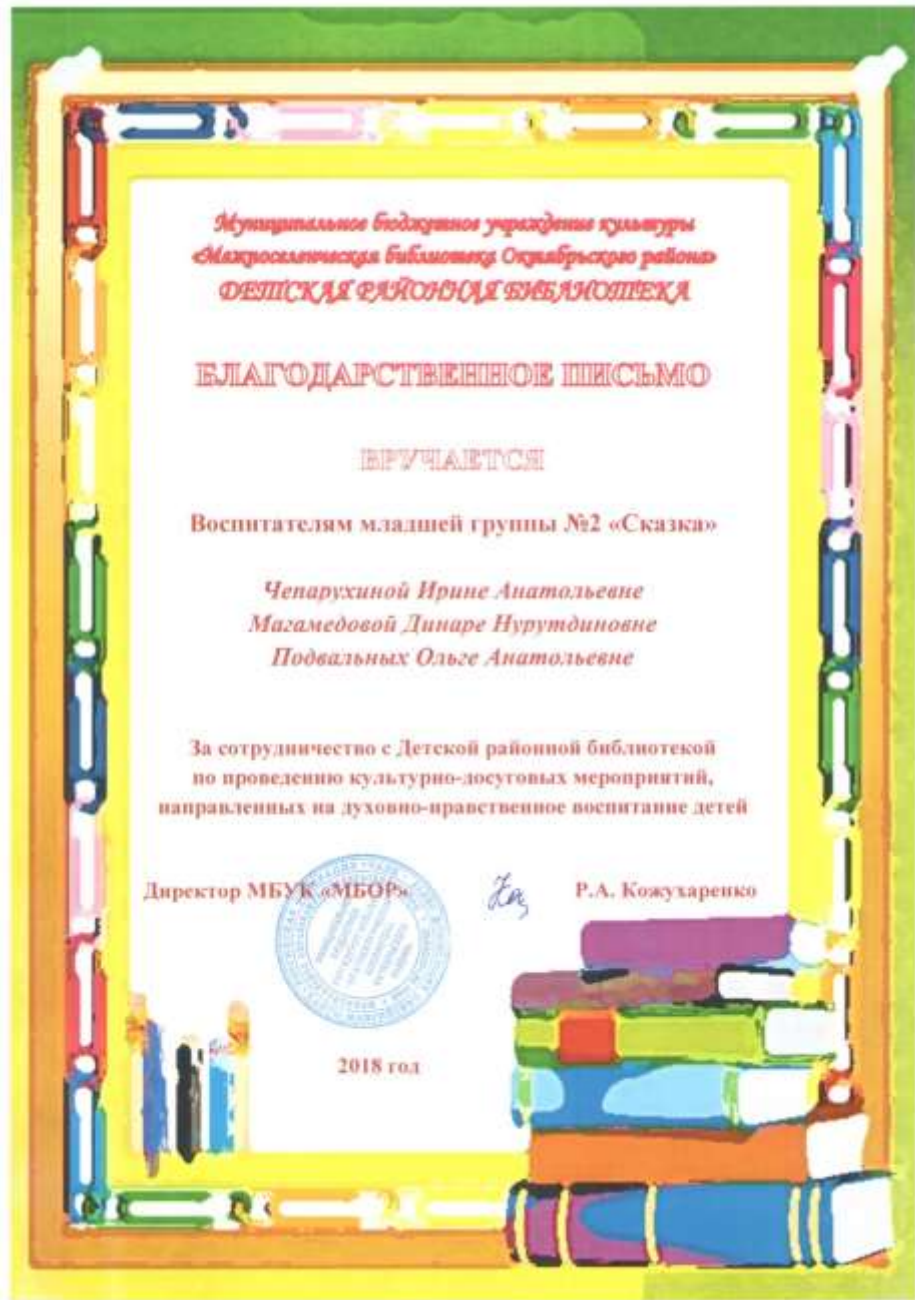 Муниципальное бюджетное учреждение культуры
«Межпоселенческая библиотека Октябрьского района»
ДЕТСКАЯ РАЙОННАЯ БИБЛИОТЕКА
БЛАГОДАРСТВЕННОЕ ПИСЬМО
ВРУЧАЕТСЯ
Воспитателям младшей группы №2 «Сказка»
Чепарухиной Ирине Анатольевне
Магамедовой Динаре Нурутдиновне
Подвальных Ольге Анатольевне
За сотрудничество с Детской районной библиотекой
по проведению культурно-досуговых мероприятий,
направленных на духовно-нравственное воспитание детей
Директор МБУК «МБОР» Р.А. Кожухаренко
2018 год